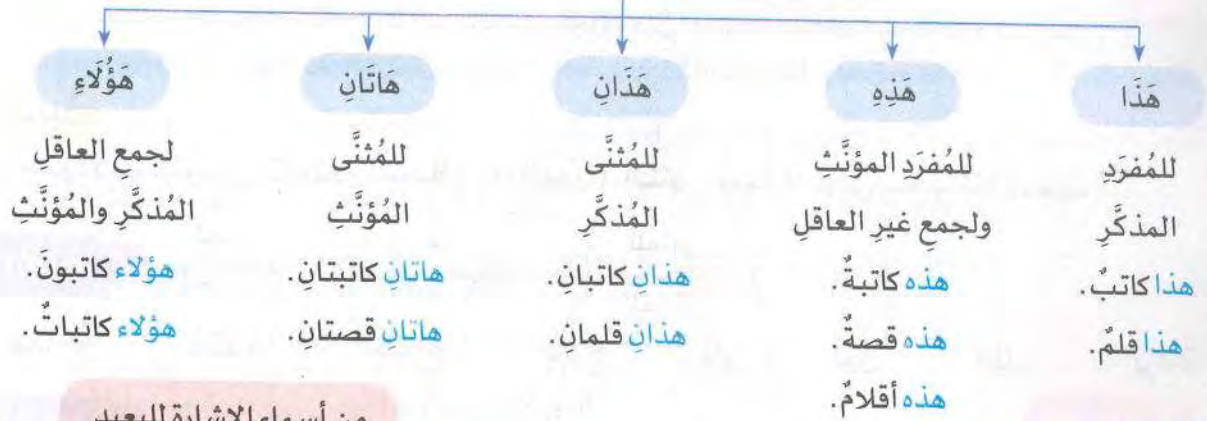 هَذَا
هَذِهِ
هَذَانِ
هَاتَانِ
هَؤُلَاءِ
للمُفرَدِ
المذكَّرِ
هذا كاتبٌ.
هذا قلمٌ.
للمُفرَدِ المؤنَّثِ
ولجمعِ غيرِ العاقلِ
هذه كاتبةٌ.
هذه قصةٌ.
هذه أقلامٌ.
للمُثنَّى
المُذكَّرِ
هذانِ كاتبانِ.
هذانِ قلمانِ.
للمُثنَّى
المُؤنَّثِ
هاتانِ كاتبتانِ.
هاتانِ قصتانِ.
لجمعِ العاقلِ
المُذكَّرِ والمُؤنَّثِ
هؤلاء كاتبونَ.
هؤلاء كاتباتٌ.
من أسماء الإشارة للبعيد